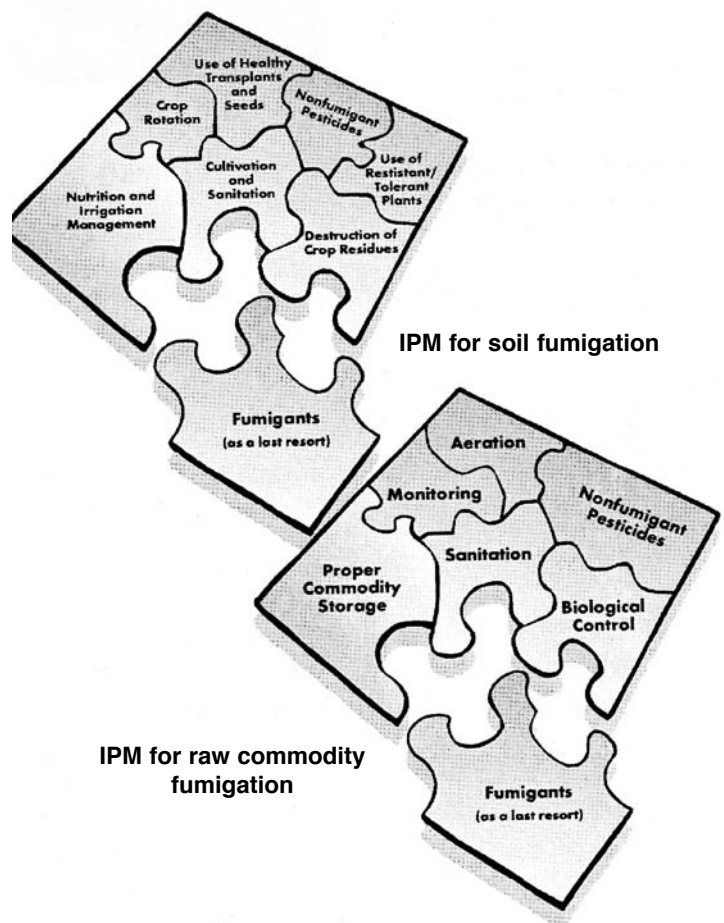 Use of Healthy
Transplants
and
Seeds
Nonfumigant
Pesticides
Crop
Rotation
Use of
Restistant/
Tolerant
Plants
Cultivation
and
Sanitation
Nutrition and
Irrigation
Management
Destruction of
Crop Residues
IPM for soil fumigation
Fumigants
(as a last resort)
Aeration
Monitoring
Nonfumigant
Pesticides
Sanitation
Proper
Commodity
Storage
Biological
Control
IPM for raw commodity
fumigation
Fumigants
(as a last resort)